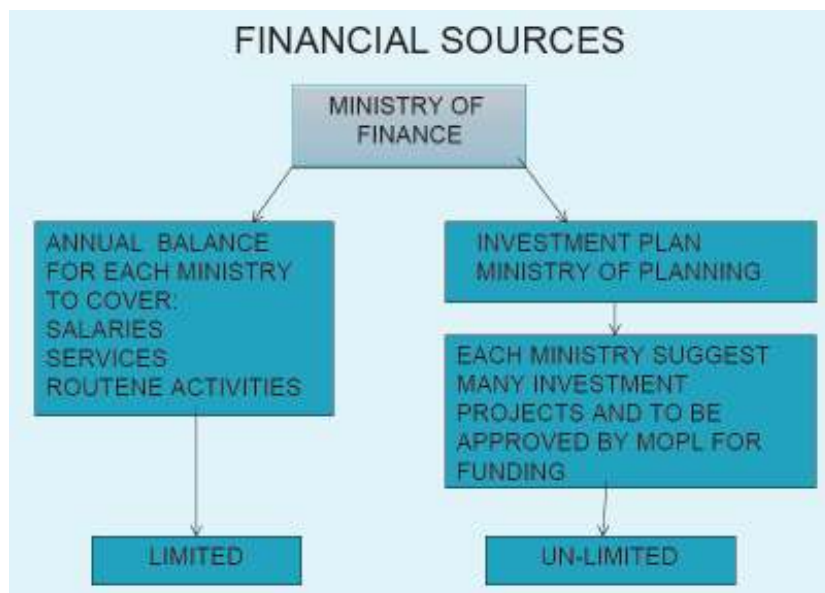 FINANCIAL SOURCES
MINISTRY OF
FINANCE
ANNUAL BALANCE
FOR EACH MINISTRY
TO COVER:
SALARIES
SERVICES
ROUTENE ACTIVITIES
LIMITED
INVESTMENT PLAN
MINISTRY OF PLANNING
EACH MINISTRY SUGGEST
MANY INVESTMENT
PROJECTS AND TO BE
APPROVED BY MOPL FOR
FUNDING
UN-LIMITED